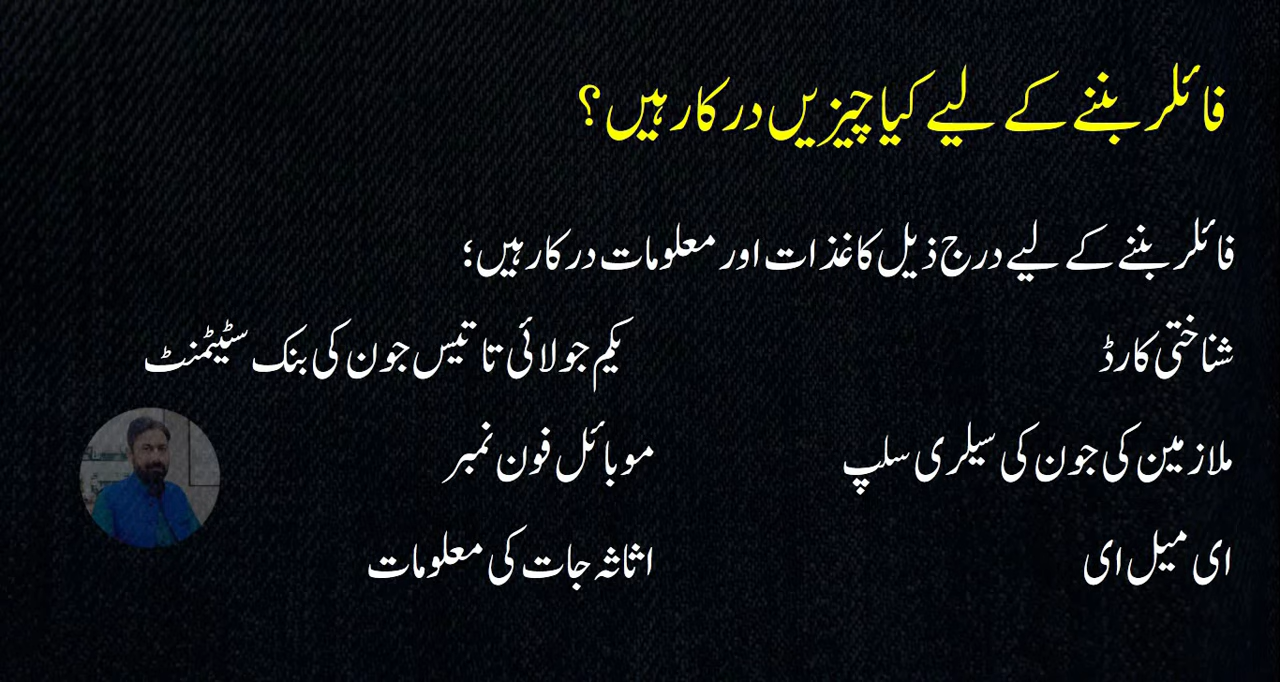 فائلر بننے کے لیے کیا چیزیں درکار ہیں؟
فائلر بننے کے لیے درج ذیل کاغذات اور معلومات درکار ہیں؛
شناختی کارڈ
یکم جولائی تا تیس جون کی بنک سٹیٹمنٹ
ملازمین کی جون کی سیلری سلپ
موبائل فون نمبر
ای میل ای
اثاثہ جات کی معلومات